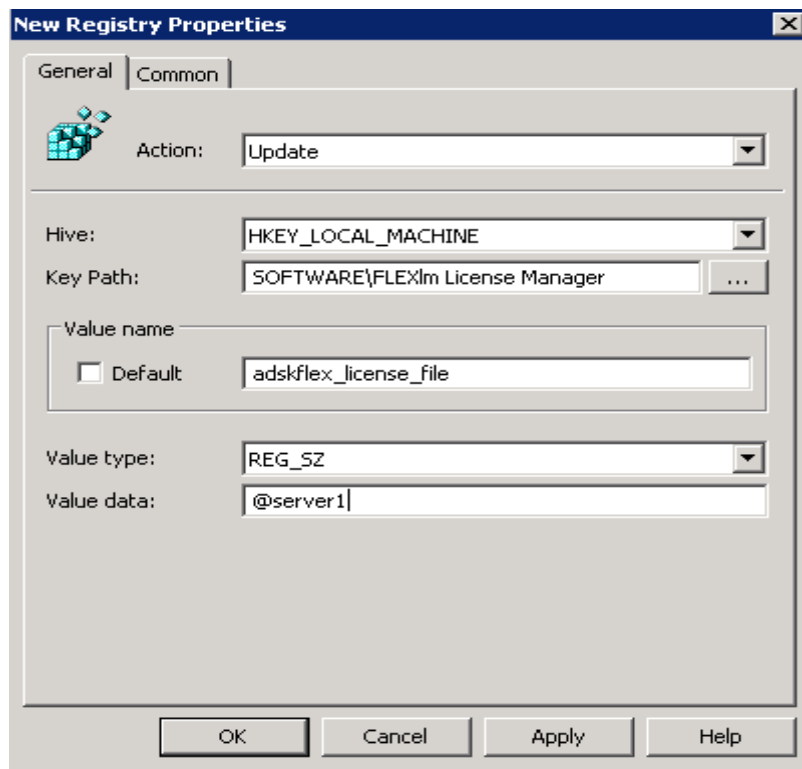 New Registry Properties
General Common
Action: Update
Hive: HKEY_LOCAL_MACHINE
Key Path: SOFTWARE\FLEXlm License Manager ...
Value name
Default adskflex_license_file
Value type: REG_SZ
Value data: @server1
OK Cancel Apply Help